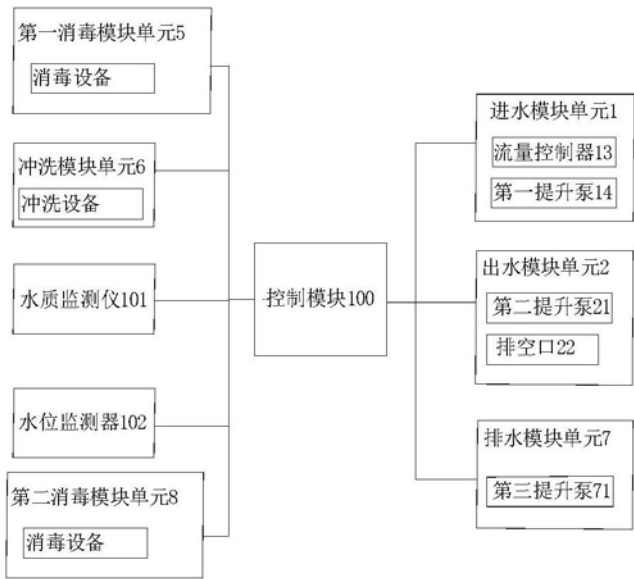 第一消毒模块单元5
消毒设备
冲洗模块单元6
冲洗设备
水质监测仪101
水位监测器102
第二消毒模块单元8
消毒设备
控制模块100
进水模块单元1
流量控制器13
第一提升泵14
出水模块单元2
第二提升泵21
排空口22
排水模块单元7
第三提升泵71